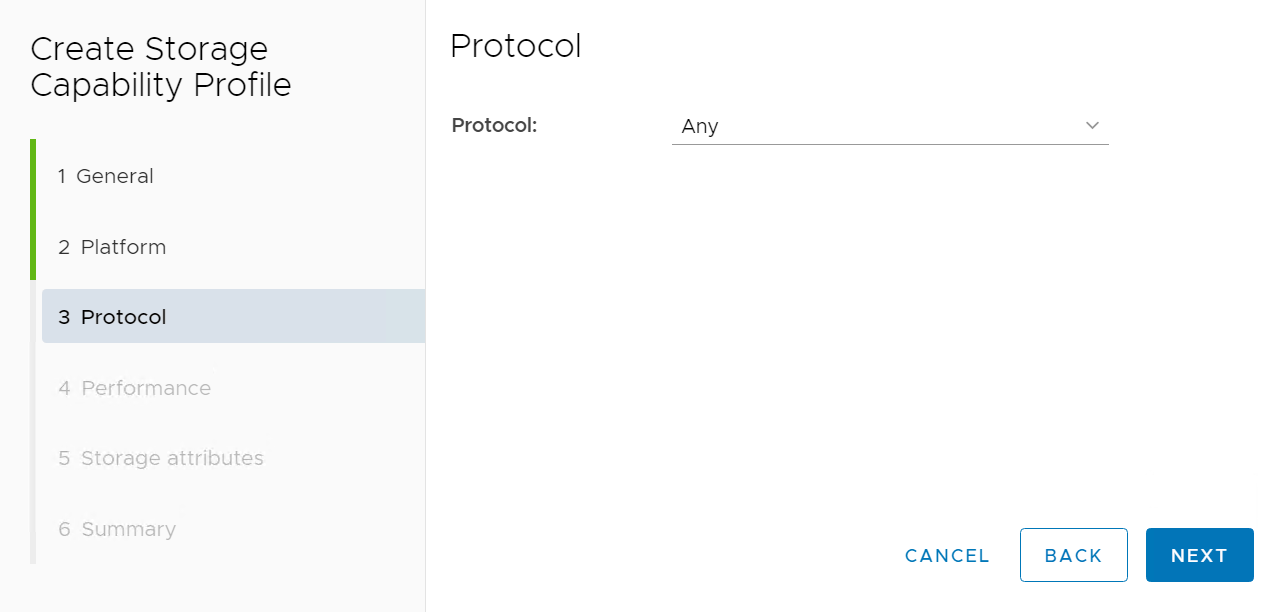 Create Storage
Capability Profile
1 General
2 Platform
3 Protocol
4 Performance
5 Storage attributes
6 Summary
Protocol
Protocol: Any
CANCEL BACK NEXT